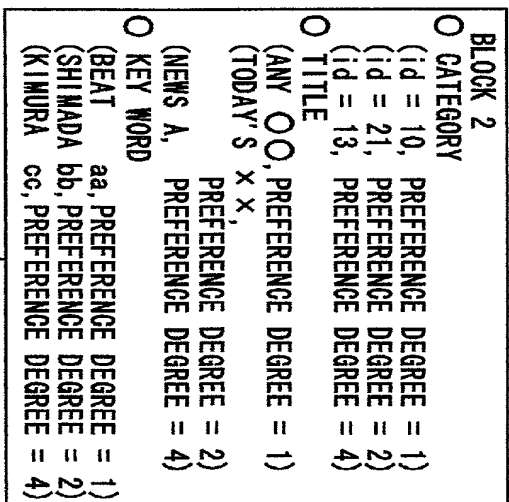 BLOCK 2
○ CATEGORY
(id = 10, PREFERENCE DEGREE = 1)
(id = 21, PREFERENCE DEGREE = 2)
(id = 13, PREFERENCE DEGREE = 4)
○ TITLE
(ANY ○○, PREFERENCE DEGREE = 1)
(TODAY'S ××,
PREFERENCE DEGREE = 2)
(NEWS A, PREFERENCE DEGREE = 4)
○ KEY WORD
(BEAT aa, PREFERENCE DEGREE = 1)
(SHIMADA bb, PREFERENCE DEGREE = 2)
(KIMURA cc, PREFERENCE DEGREE = 4)